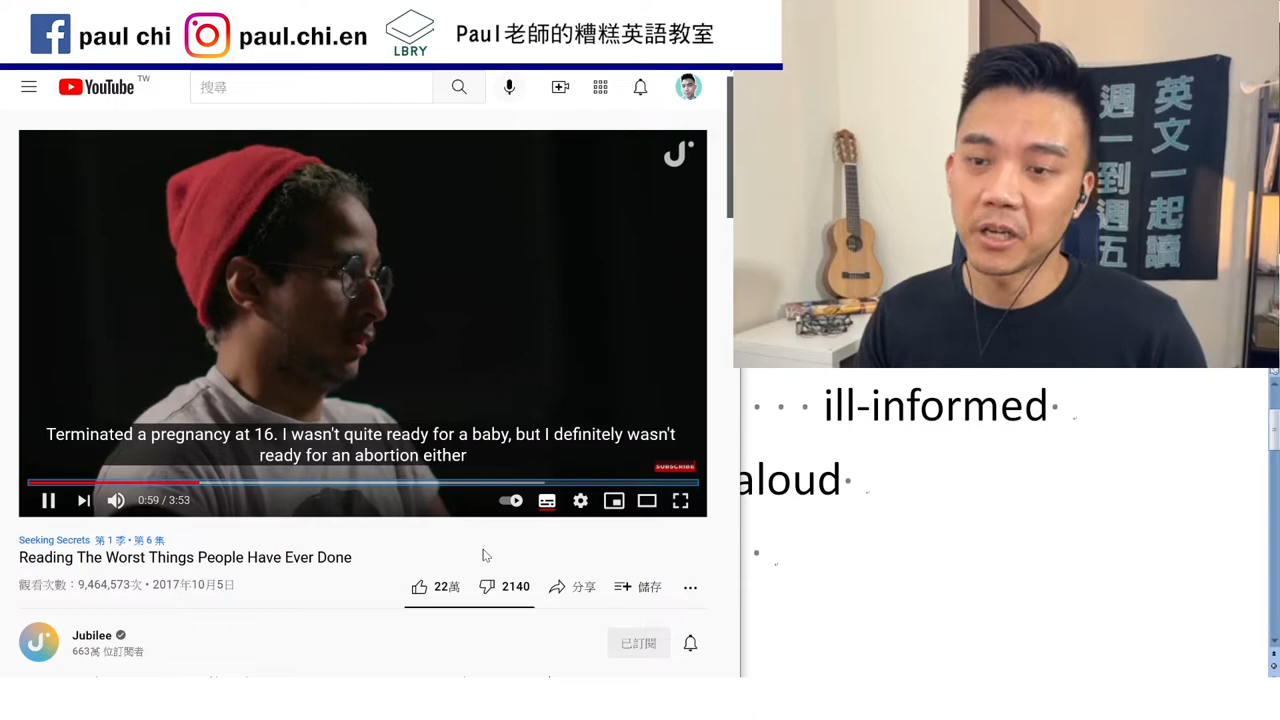 paul chi
paul.chi.en
LBRY
Paul老師的糟糕英語教室
YouTube TW
搜尋
英文一起讀
週一到週五
Terminated a pregnancy at 16. I wasn't quite ready for a baby, but I definitely wasn't
ready for an abortion either
SUBSCRIBE
0:59 / 3:53
Seeking Secrets 第 1 季 • 第 6 集
Reading The Worst Things People Have Ever Done
觀看次數：9,464,573次 • 2017年10月5日
22萬
2140
分享
儲存
Jubilee
663萬 位訂閱者
已訂閱
ill-informed
aloud